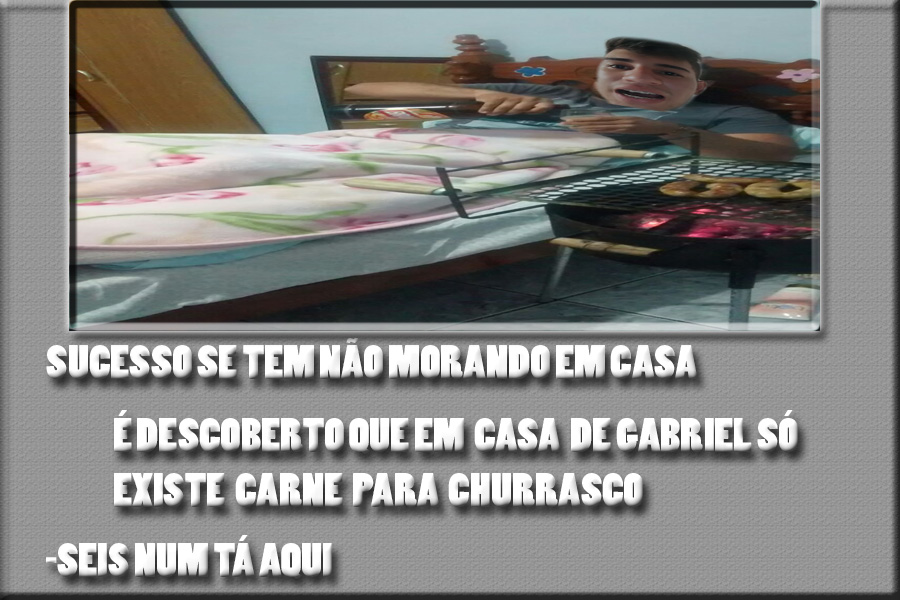 SUCESSO SE TEM NÃO MORANDO EM CASA
É DESCOBERTO QUE EM CASA DE GABRIEL SÓ
EXISTE CARNE PARA CHURRASCO
-SEIS NUM TÁ AQUI